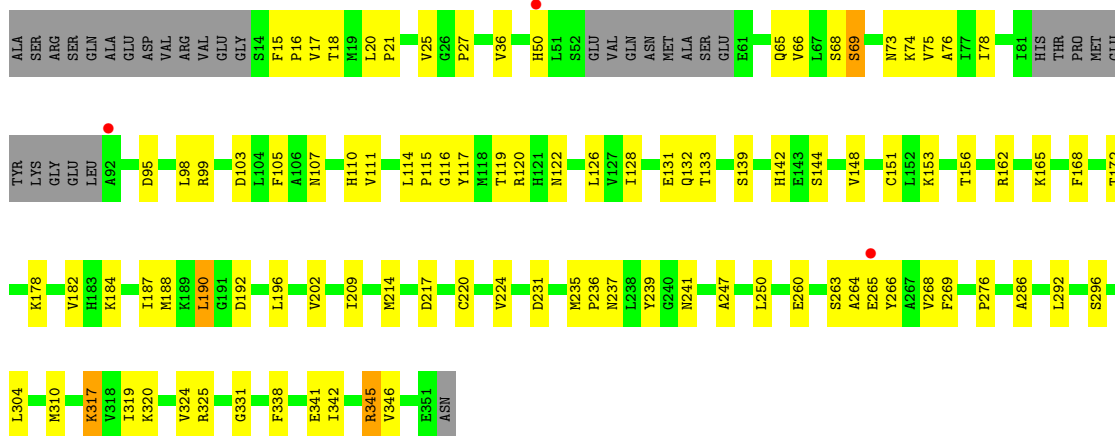 ALA SER ARG SER GLN ALA GLU ASP VAL ARG VAL GLU GLY S14 F15 P16 V17 T18 M19 L20 P21 V25 G26 P27 V36 H50 L51 S52 GLU VAL GLN ASN MET ALA SER GLU E61 Q65 V66 L67 S68 S69 N73 K74 V75 A76 I77 I78 I81 HIS THR PRO MET GLU
TYR LYS GLY GLU LEU A92 D95 L98 R99 D103 L104 F105 A106 N107 H110 V111 L114 P115 G116 Y117 M118 T119 R120 H121 N122 L126 V127 I128 E131 Q132 T133 S139 H142 E143 S144 V148 C151 L152 K153 T156 R162 K165 F168 T172
K178 V182 H183 K184 I187 M188 K189 L190 G191 D192 L196 V202 I209 M214 D217 C220 V224 D231 M235 P236 N237 L238 Y239 G240 N241 A247 L250 E260 S263 A264 E265 Y266 A267 V268 F269 P276 A286 L292 S296
L304 M310 K317 V318 I319 K320 V324 R325 G331 F338 E341 I342 R345 V346 E351 ASN